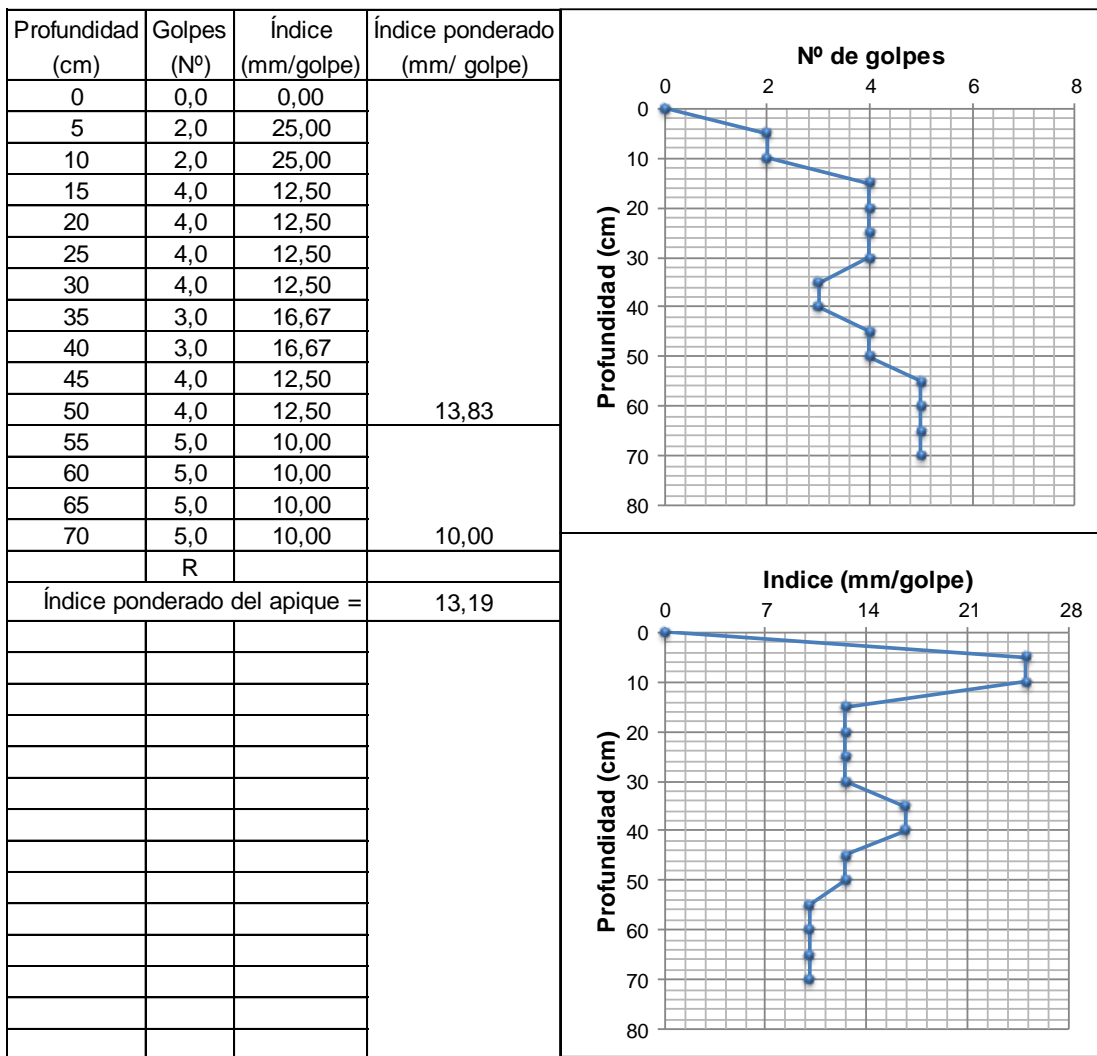 Profundidad Golpes Índice Índice ponderado
(cm) (Nº) (mm/golpe) (mm/ golpe)
0 0,0 0,00
5 2,0 25,00
10 2,0 25,00
15 4,0 12,50
20 4,0 12,50
25 4,0 12,50
30 4,0 12,50
35 3,0 16,67
40 3,0 16,67
45 4,0 12,50
50 4,0 12,50 13,83
55 5,0 10,00
60 5,0 10,00
65 5,0 10,00
70 5,0 10,00 10,00
R
Índice ponderado del apique = 13,19
Nº de golpes
0 2 4 6 8
0
10
20
30
40
50
60
70
80
Profundidad (cm)
Indice (mm/golpe)
0 7 14 21 28
0
10
20
30
40
50
60
70
80
Profundidad (cm)